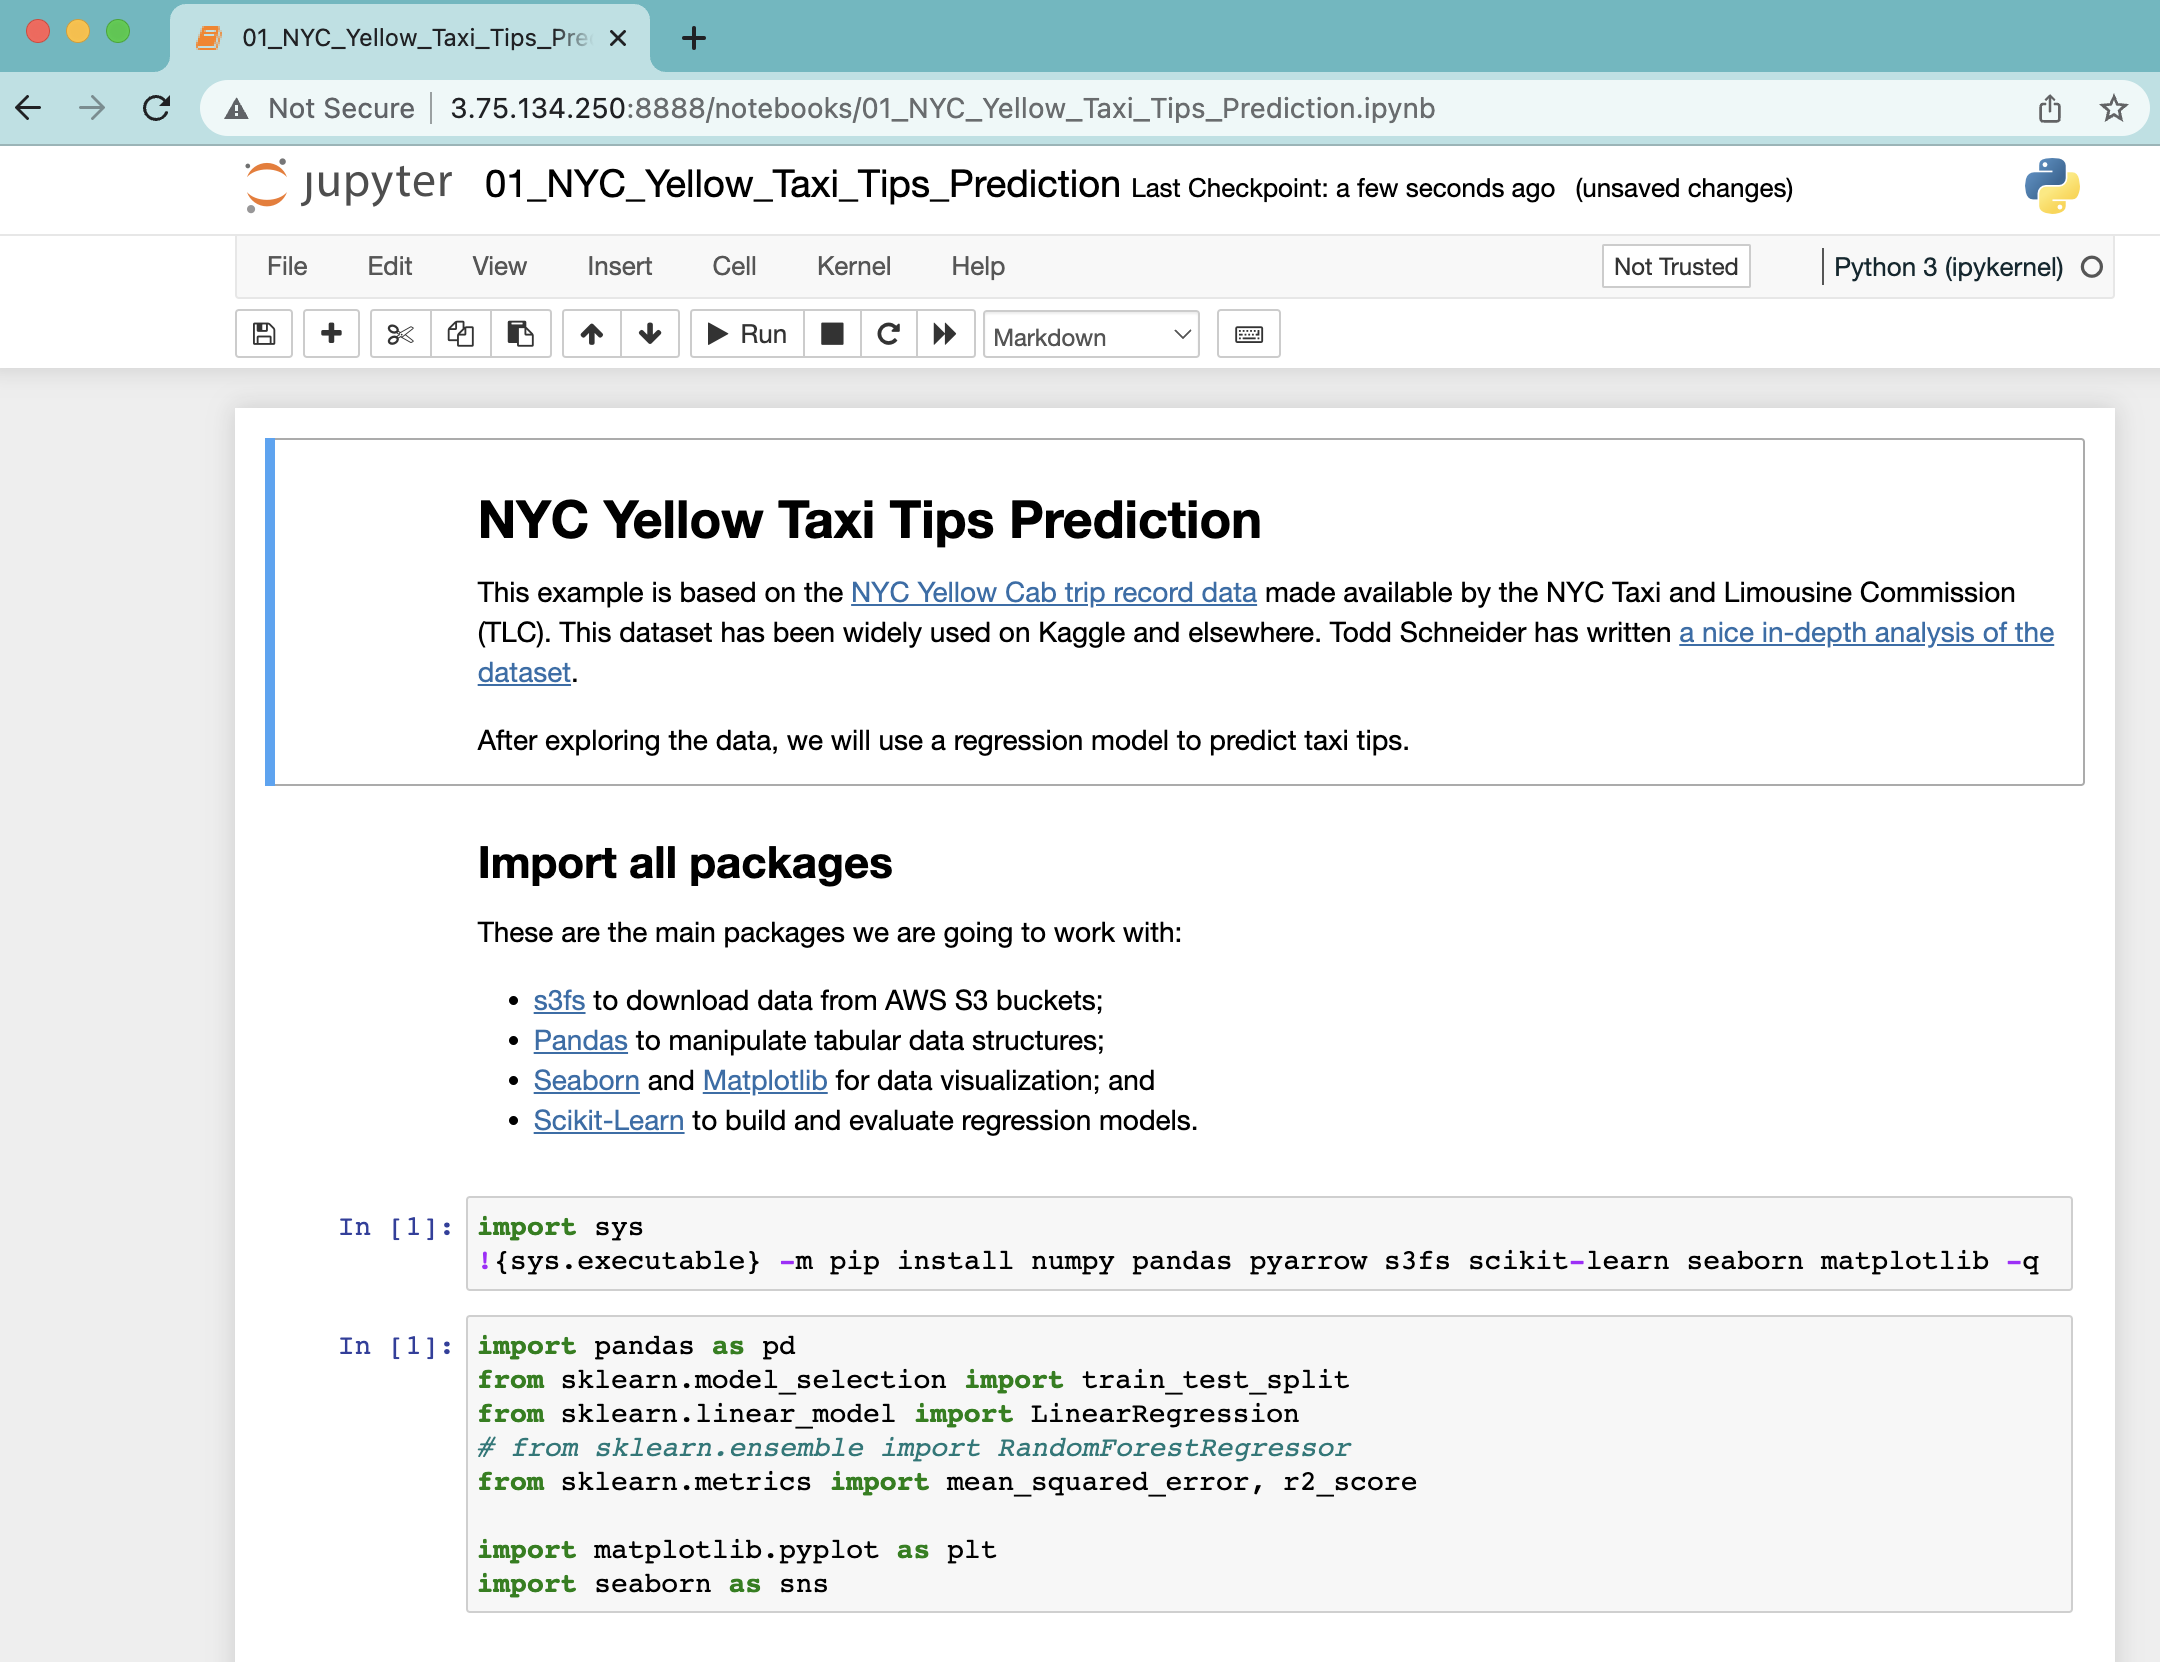 01_NYC_Yellow_Taxi_Tips_Pre
Not Secure 3.75.134.250:8888/notebooks/01_NYC_Yellow_Taxi_Tips_Prediction.ipynb
jupyter 01_NYC_Yellow_Taxi_Tips_Prediction Last Checkpoint: a few seconds ago (unsaved changes)
File Edit View Insert Cell Kernel Help Not Trusted Python 3 (ipykernel)
Run Markdown
NYC Yellow Taxi Tips Prediction
This example is based on the NYC Yellow Cab trip record data made available by the NYC Taxi and Limousine Commission
(TLC). This dataset has been widely used on Kaggle and elsewhere. Todd Schneider has written a nice in-depth analysis of the
dataset.
After exploring the data, we will use a regression model to predict taxi tips.
Import all packages
These are the main packages we are going to work with:
• s3fs to download data from AWS S3 buckets;
• Pandas to manipulate tabular data structures;
• Seaborn and Matplotlib for data visualization; and
• Scikit-Learn to build and evaluate regression models.
In [1]: import sys
!{sys.executable} -m pip install numpy pandas pyarrow s3fs scikit-learn seaborn matplotlib -q
In [1]: import pandas as pd
from sklearn.model_selection import train_test_split
from sklearn.linear_model import LinearRegression
# from sklearn.ensemble import RandomForestRegressor
from sklearn.metrics import mean_squared_error, r2_score
import matplotlib.pyplot as plt
import seaborn as sns